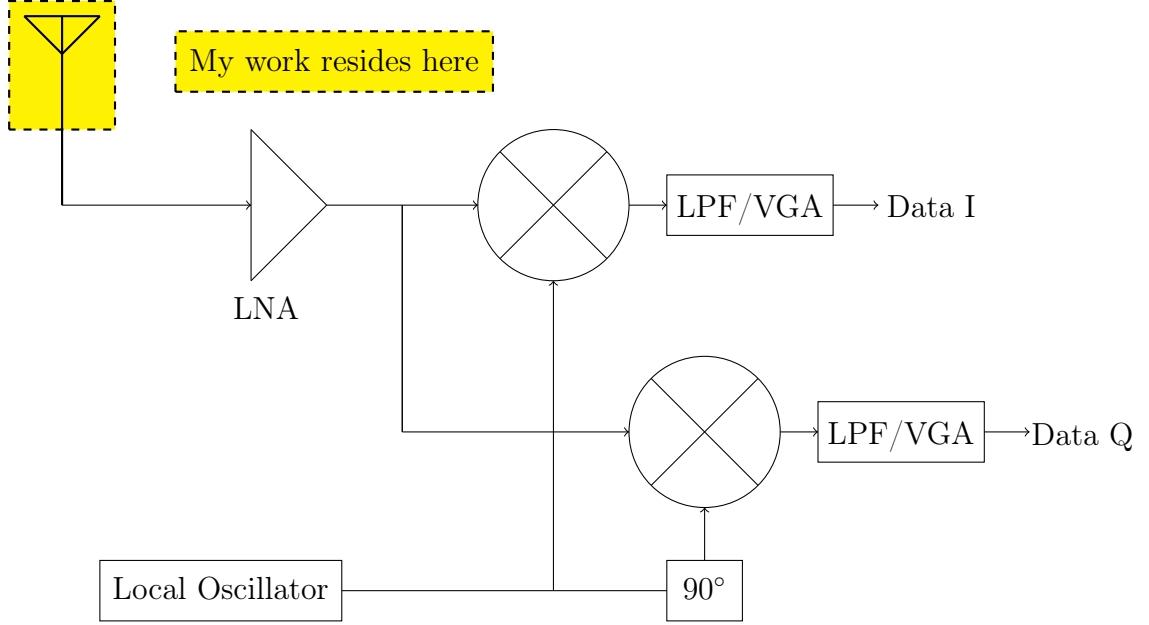 My work resides here
LPF/VGA
Data I
LNA
LPF/VGA
Data Q
Local Oscillator
90°